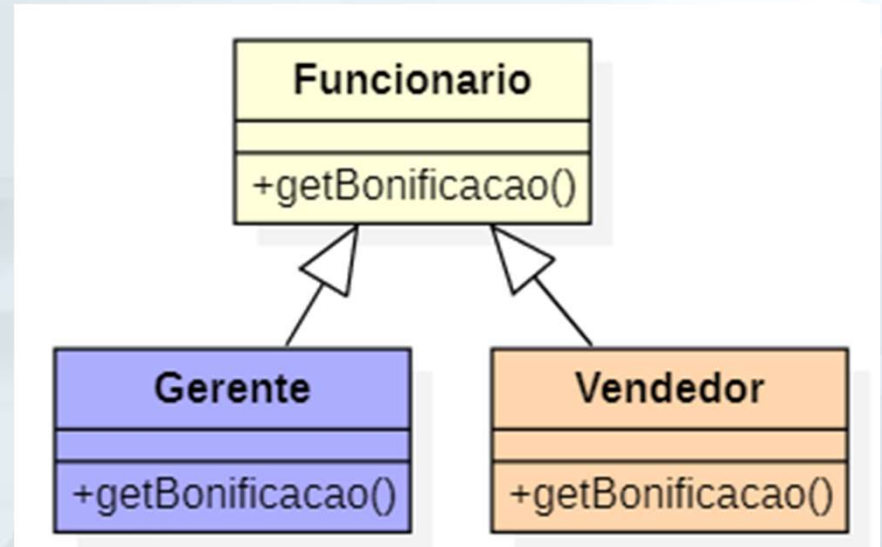 Funcionario
+getBonificacao()
Gerente
+getBonificacao()
Vendedor
+getBonificacao()